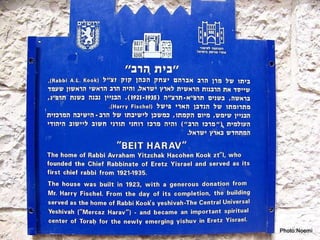 "בית הרב"
ביתו של מרן הרב אברהם יצחק הכהן קוק זצ"ל (Rabbi A.L. Kook),
שייסד את הרבנות הראשית לארץ ישראל, והיה הרב הראשי הראשון שעמד
בראשה, בשנים תרפ"א-תרצ"ה (1921-1935). הבניין נבנה בשנת תרפ"ג,
מתרומתו של הנדבן הארי פישל (Harry Fischel).
הבניין שימש, מיום הקמתו, כמשכן לישיבתו של הרב - הישיבה המרכזית
העולמית ("מרכז הרב") והיה מרכז רוחני תורני חשוב לישוב היהודי
המתחדש בארץ ישראל.
"BEIT HARAV"
The home of Rabbi Avraham Yitzchak Hacohen Kook zt"l, who
founded the Chief Rabbinate of Eretz Yisrael and served as its
first chief rabbi from 1921-1935.
The house was built in 1923, with a generous donation from
Mr. Harry Fischel. From the day of its completion, the building
served as the home of Rabbi Kook's yeshivah-The Central Universal
Yeshivah ("Mercaz Harav") - and became an important spiritual
center of Torah for the newly emerging yishuv in Eretz Yisrael.
Photo:Noemi